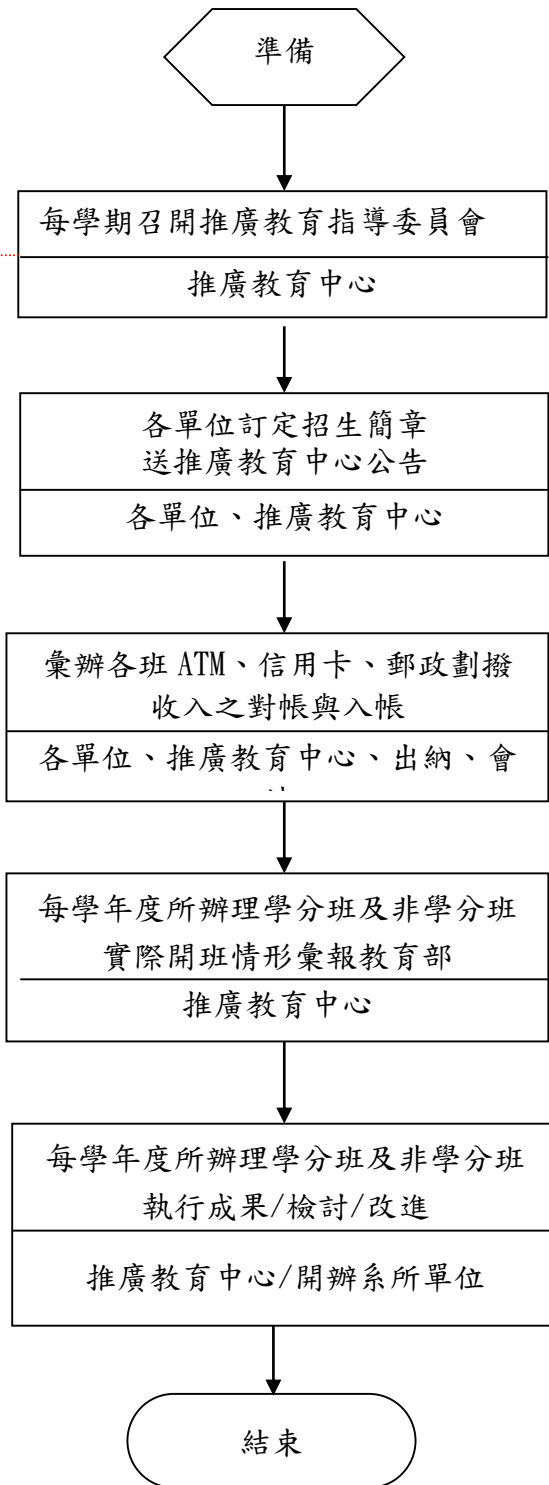 準備
每學期召開推廣教育指導委員會
推廣教育中心
各單位訂定招生簡章
送推廣教育中心公告
各單位、推廣教育中心
彙辦各班 ATM、信用卡、郵政劃撥
收入之對帳與入帳
各單位、推廣教育中心、出納、會
每學年度所辦理學分班及非學分班
實際開班情形彙報教育部
推廣教育中心
每學年度所辦理學分班及非學分班
執行成果/檢討/改進
推廣教育中心/開辦系所單位
結束